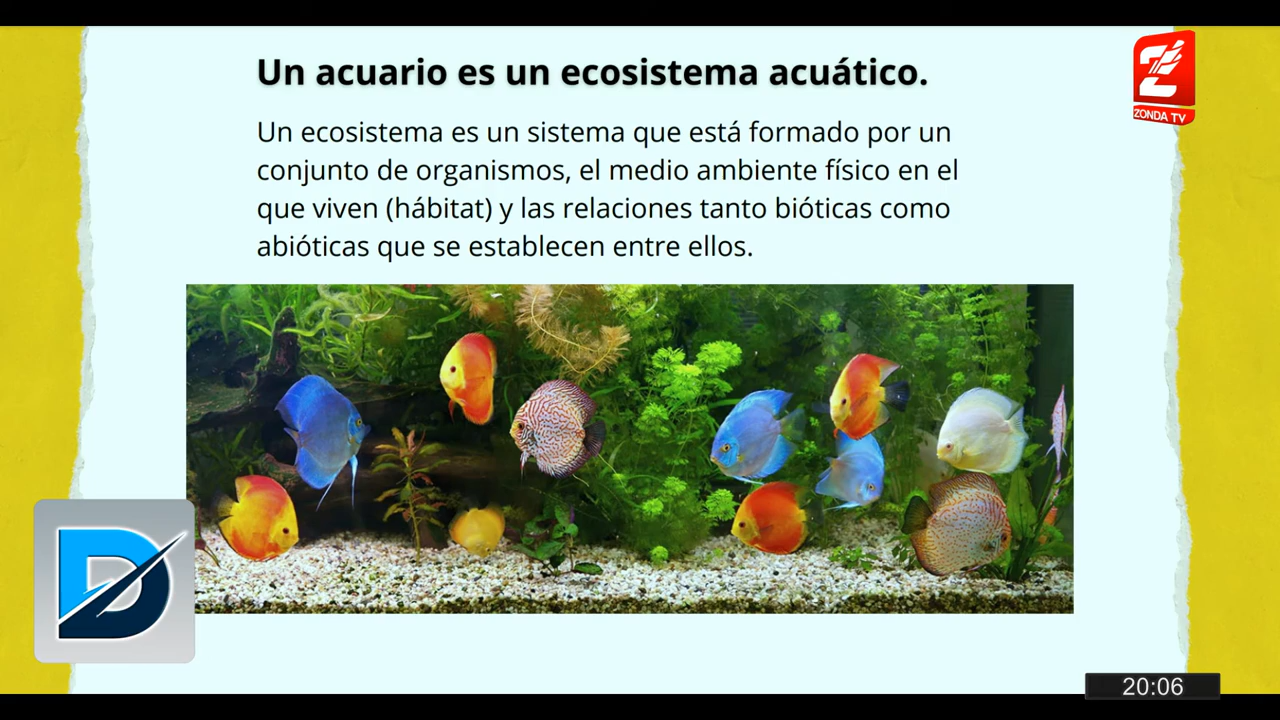 Un acuario es un ecosistema acuático.
Un ecosistema es un sistema que está formado por un
conjunto de organismos, el medio ambiente físico en el
que viven (hábitat) y las relaciones tanto bióticas como
abióticas que se establecen entre ellos.
Z
ZONDA TV
D
20:06